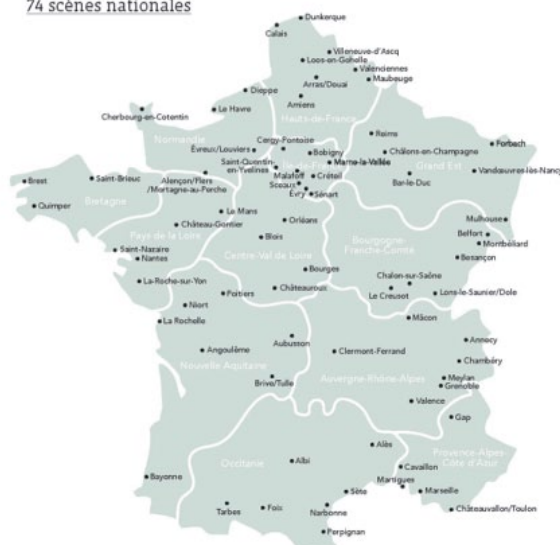 74 scènes nationales
Dunkerque
Calais
Villeneuve-d'Ascq
Loos-en-Gohelle
Valenciennes
Maubeuge
Arras/Douai
Dieppe
Amiens
Le Havre
Cherbourg-en-Cotentin
Hauts-de-France
Reims
Normandie
Cergy-Pontoise
Forbach
Évreux/Louviers
Bobigny
Châlons-en-Champagne
Saint-Quentin-
en-Yvelines
Marne-la-Vallée
Grand Est
Malakoff
Créteil
Vandœuvres-lès-Nancy
Alençon/Flers
/Mortagne-au-Perche
Sceaux
Bar-le-Duc
Évry
Sénart
Brest
Saint-Brieuc
Quimper
Bretagne
Le Mans
Orléans
Mulhouse
Château-Gontier
Pays de la Loire
Blois
Belfort
Bourgogne-
Franche-Comté
Montbéliard
Saint-Nazaire
Nantes
Centre-Val de Loire
Besançon
Bourges
Chalon-sur-Saône
La-Roche-sur-Yon
Châteauroux
Poitiers
Le Creusot
Lons-le-Saunier/Dole
Niort
La Rochelle
Mâcon
Aubusson
Annecy
Angoulême
Clermont-Ferrand
Chambéry
Nouvelle Aquitaine
Brive/Tulle
Auvergne-Rhône-Alpes
Meylan
Grenoble
Valence
Gap
Alès
Provence-Alpes
Côte d'Azur
Occitanie
Albi
Cavaillon
Bayonne
Martigues
Sète
Marseille
Tarbes
Foix
Narbonne
Châteauvallon/Toulon
Perpignan